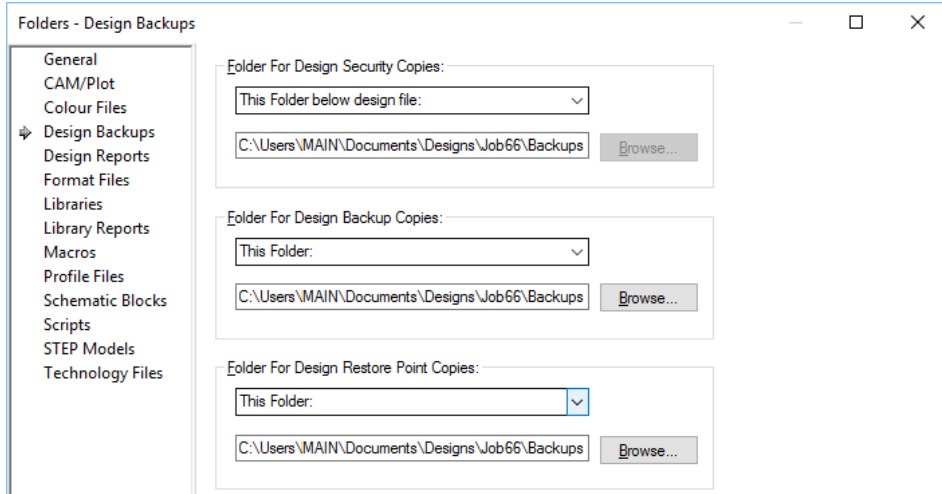 Folders - Design Backups
General
CAM/Plot
Colour Files
Design Backups
Design Reports
Format Files
Libraries
Library Reports
Macros
Profile Files
Schematic Blocks
Scripts
STEP Models
Technology Files
Folder For Design Security Copies:
This Folder below design file:
C:\Users\MAIN\Documents\Designs\Job66\Backups
Browse...
Folder For Design Backup Copies:
This Folder:
C:\Users\MAIN\Documents\Designs\Job66\Backups
Browse...
Folder For Design Restore Point Copies:
This Folder:
C:\Users\MAIN\Documents\Designs\Job66\Backups
Browse...